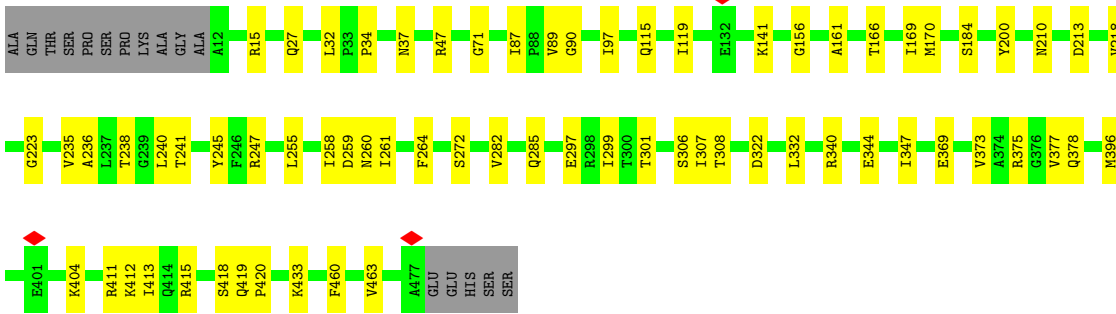 ALA GLN THR SER PRO SER PRO LYS ALA GLY ALA A12 R15 Q27 L32 P33 P34 N37 R47 G71 I87 P88 V89 G90 I97 Q115 I119 E132 K141 G156 A161 T166 I169 M170 S184 Y200 N210 D213 V218
G223 V235 A236 L237 T238 G239 L240 T241 Y245 F246 R247 L255 I258 D259 N260 I261 F264 S272 V282 Q285 E297 R298 I299 T300 T301 S306 I307 T308 D322 L332 R340 E344 I347 E369 V373 A374 R375 G376 V377 Q378 M396
E401 K404 R411 K412 I413 Q414 R415 S418 Q419 P420 K433 F460 V463 A477 GLU GLU HIS SER SER